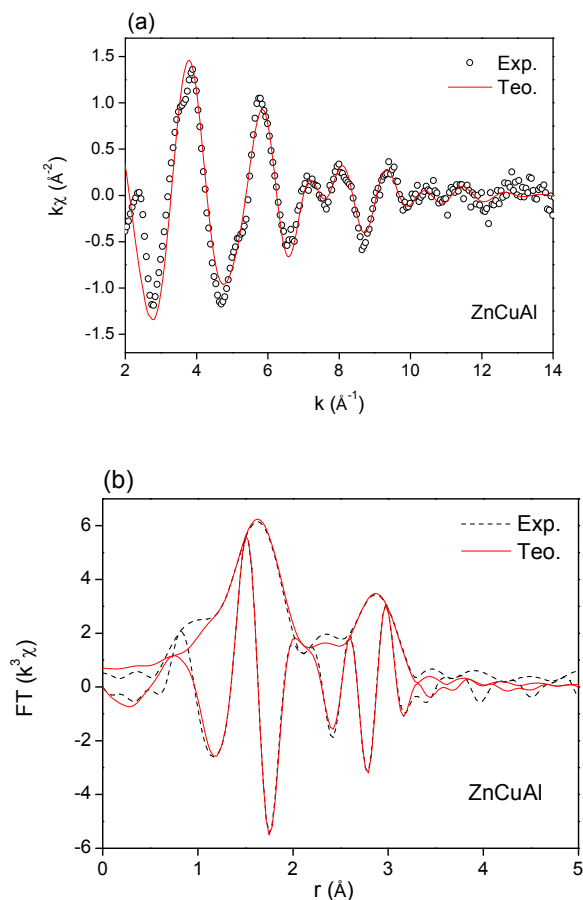 (a)
1.5
1.0
0.5
0.0
-0.5
-1.0
-1.5
kχ (Å⁻²)
Exp.
Teo.
ZnCuAl
2 4 6 8 10 12 14
k (Å⁻¹)
(b)
6
4
2
0
-2
-4
-6
FT (k³χ)
Exp.
Teo.
ZnCuAl
0 1 2 3 4 5
r (Å)